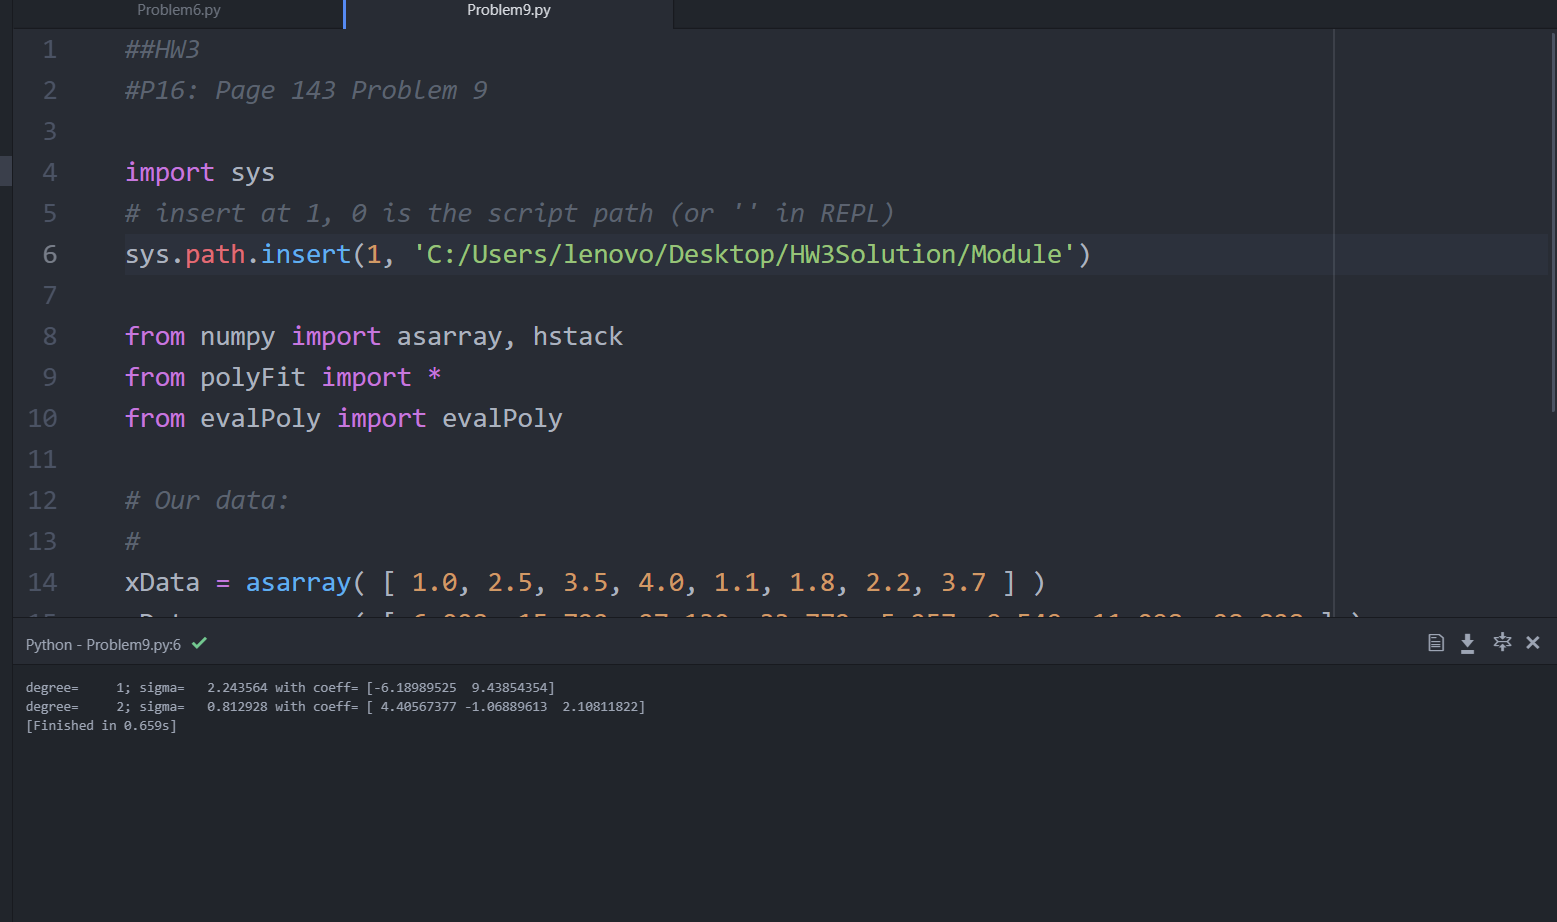 Problem6.py
Problem9.py
1 ##HW3
2 #P16: Page 143 Problem 9
3
4 import sys
5 # insert at 1, 0 is the script path (or '' in REPL)
6 sys.path.insert(1, 'C:/Users/lenovo/Desktop/HW3Solution/Module')
7
8 from numpy import asarray, hstack
9 from polyFit import *
10 from evalPoly import evalPoly
11
12 # Our data:
13 #
14 xData = asarray( [ 1.0, 2.5, 3.5, 4.0, 1.1, 1.8, 2.2, 3.7 ] )
Python - Problem9.py:6
degree=     1; sigma=   2.243564 with coeff= [-6.18989525  9.43854354]
degree=     2; sigma=   0.812928 with coeff= [ 4.40567377 -1.06889613  2.10811822]
[Finished in 0.659s]